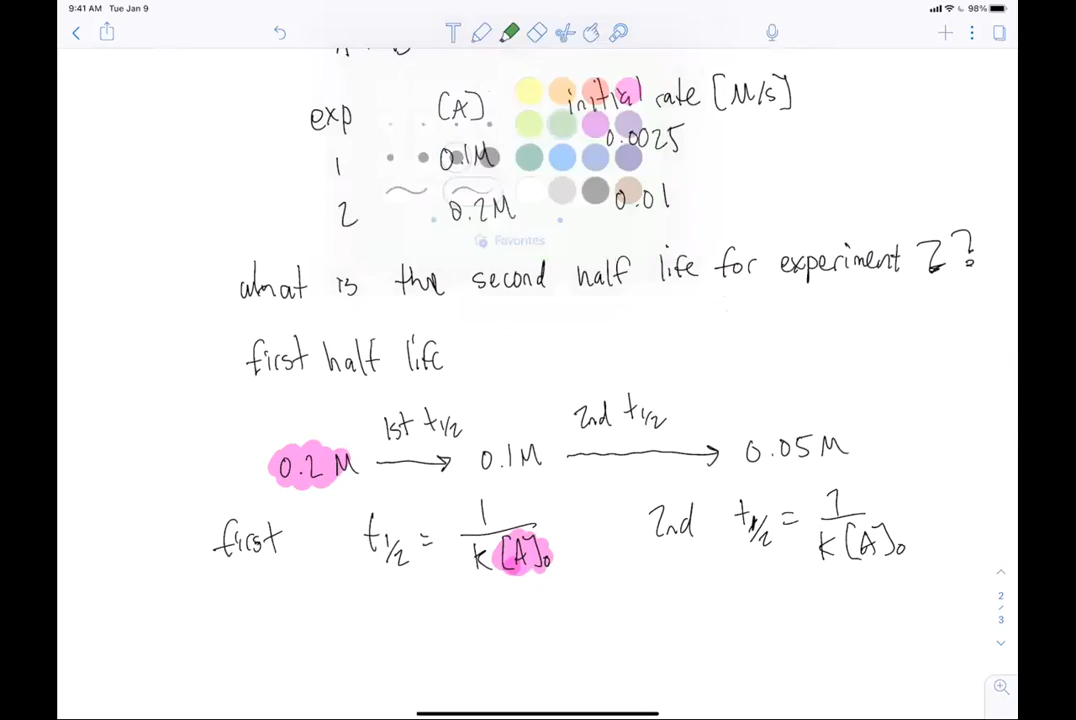 9:41 AM Tue Jan 9 98%
exp [A] initial rate [M/s]
1 0.1M 0.0025
2 0.2M 0.01
Favorites
what is the second half life for experiment 2?
first half life
1st t1/2 2nd t1/2
0.2 M 0.1M 0.05 M
first t1/2 = 1/k[A]0 2nd t1/2 = 1/k[A]0
2
/
3